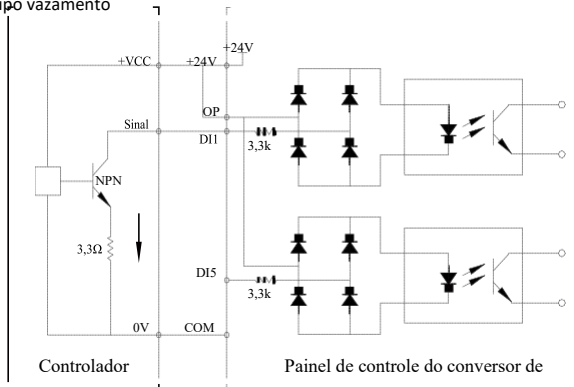 ipo vazamento
+24V
+VCC
+24V
OP
Sinal
DI1
3,3k
NPN
3,3Ω
DI5
3,3k
0V
COM
Controlador
Painel de controle do conversor de